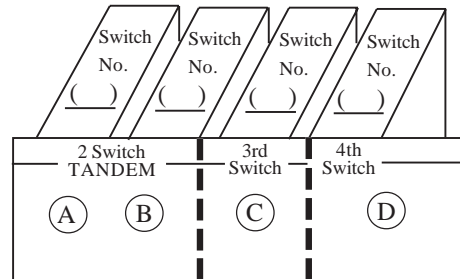 Switch No. ( )
Switch No. ( )
Switch No. ( )
Switch No. ( )
2 Switch TANDEM
3rd Switch
4th Switch
A B C D